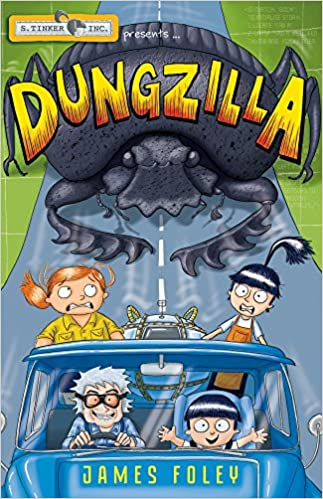 S. TINKER INC.
presents ...
DUNGZILLA
JAMES FOLEY